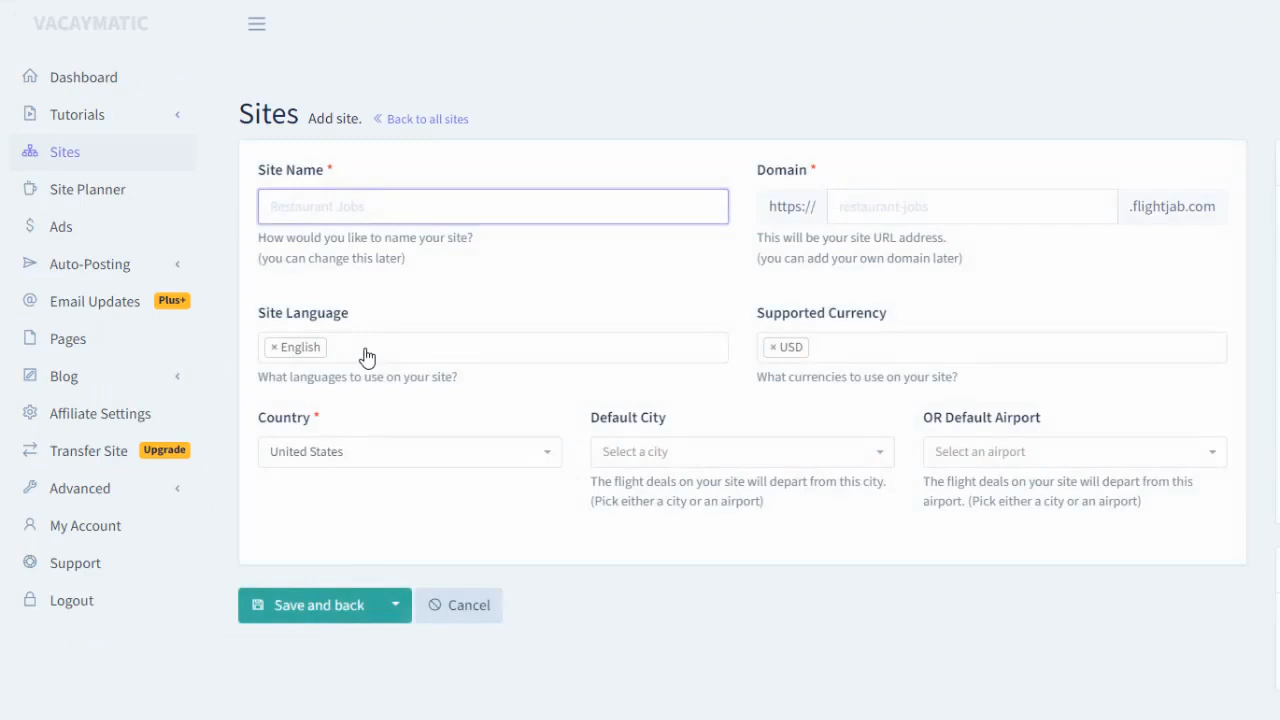 VACAYMATIC
Dashboard
Tutorials
Sites
Site Planner
Ads
Auto-Posting
Email Updates Plus+
Pages
Blog
Affiliate Settings
Transfer Site Upgrade
Advanced
My Account
Support
Logout
Sites Add site. « Back to all sites
Site Name *
Restaurant Jobs
How would you like to name your site?
(you can change this later)
Domain *
https:// restaurant-jobs .flightjab.com
This will be your site URL address.
(you can add your own domain later)
Site Language
× English
What languages to use on your site?
Supported Currency
× USD
What currencies to use on your site?
Country *
United States
Default City
Select a city
The flight deals on your site will depart from this city.
(Pick either a city or an airport)
OR Default Airport
Select an airport
The flight deals on your site will depart from this
airport. (Pick either a city or an airport)
Save and back
Cancel